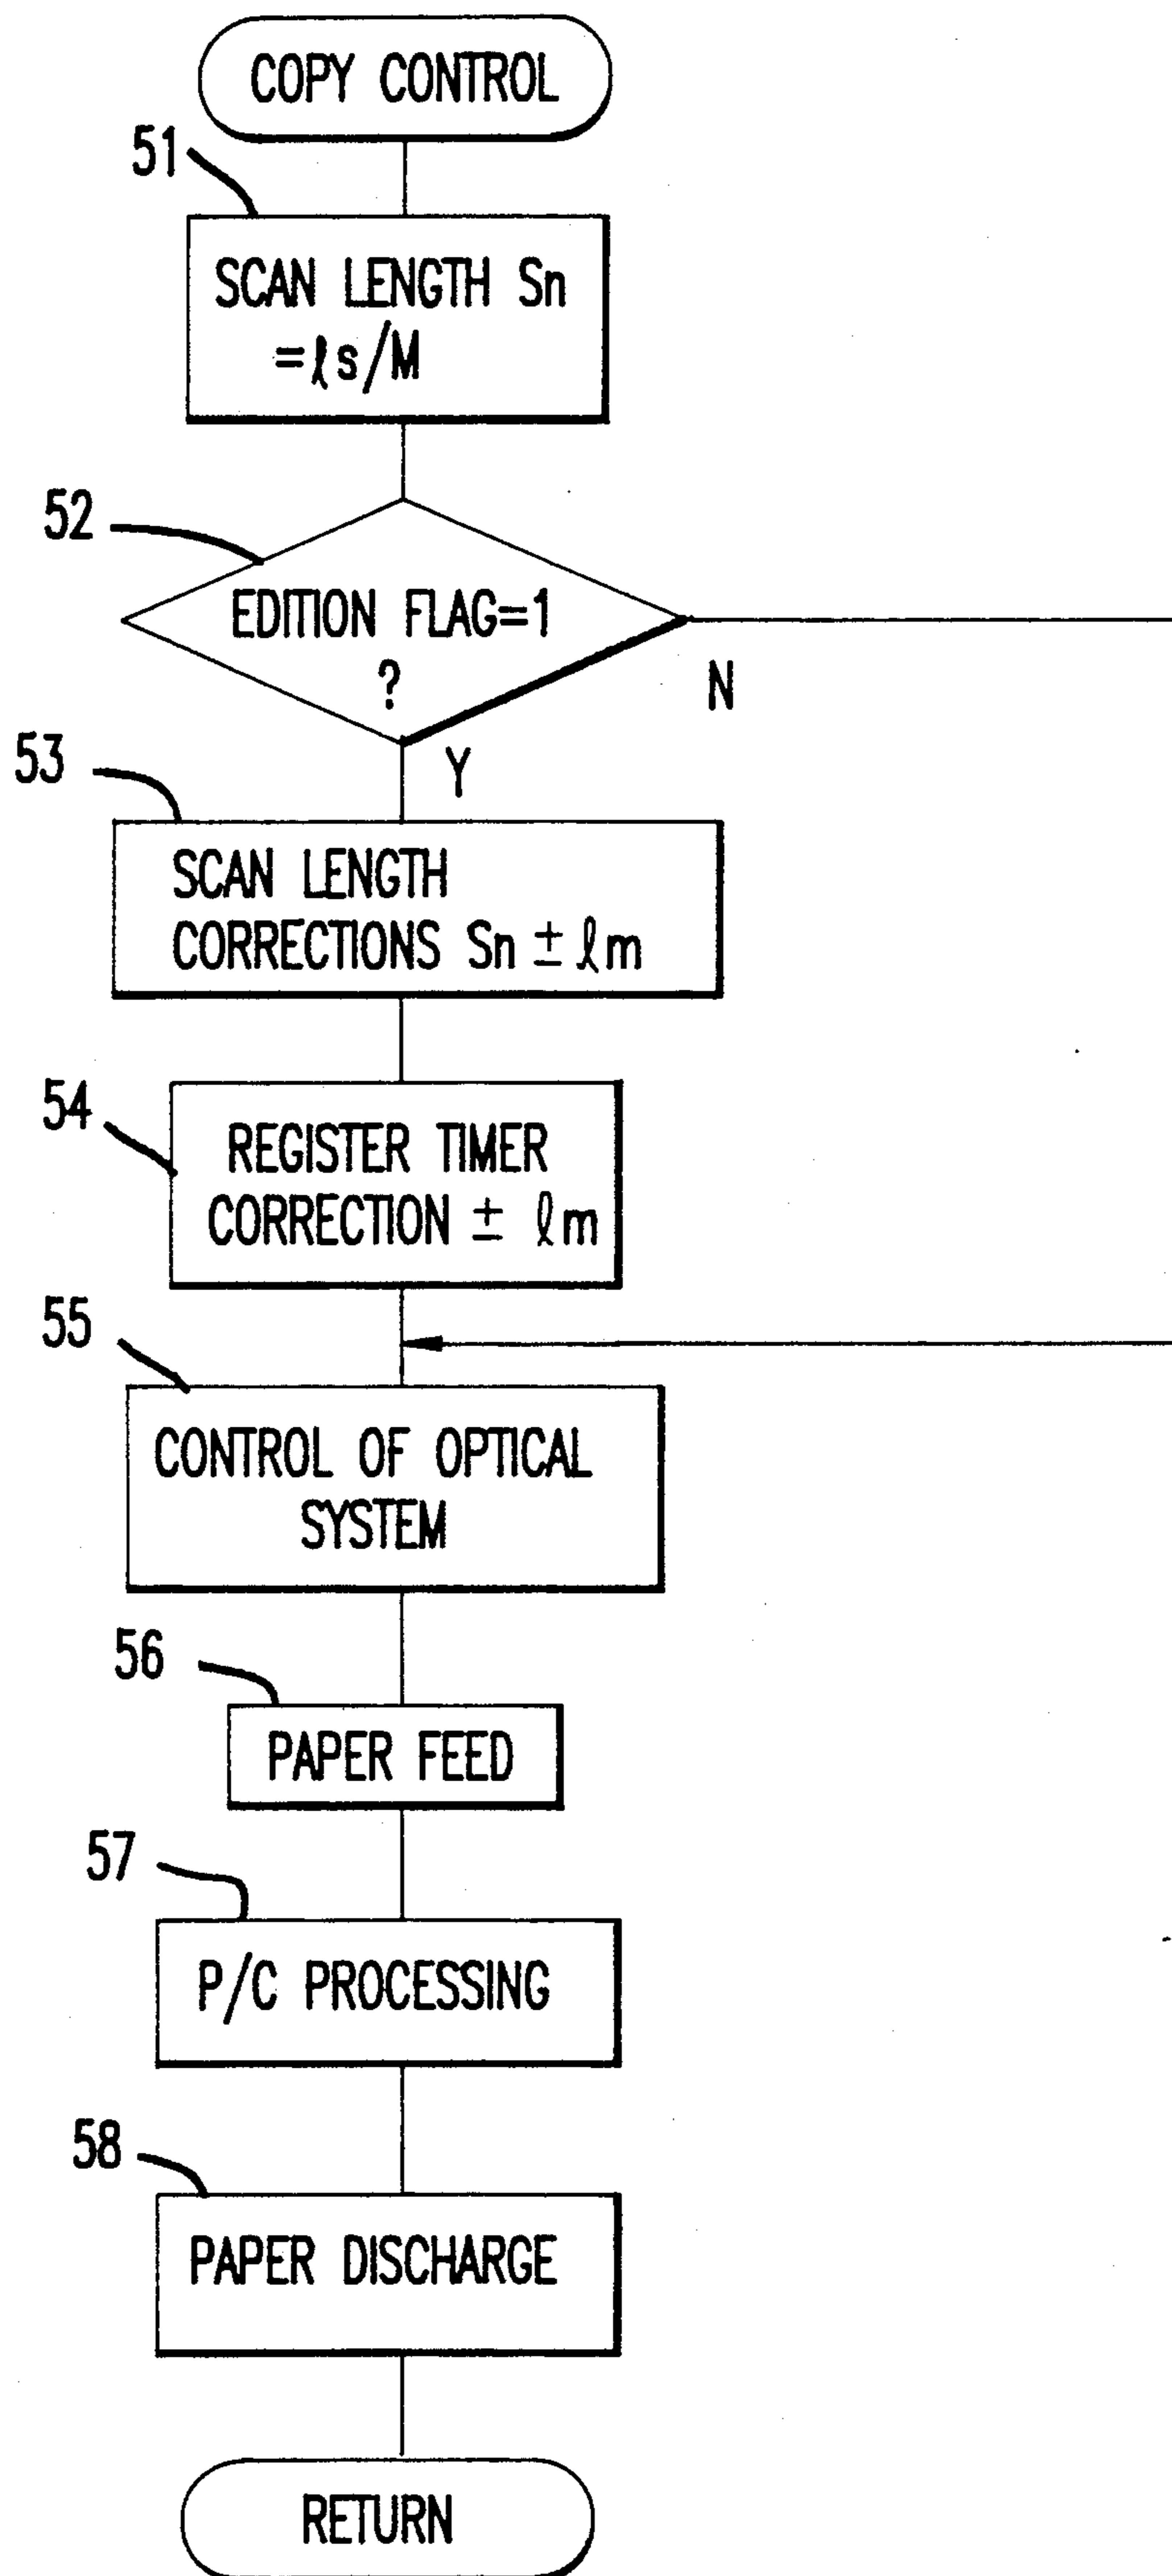 COPY CONTROL
51
SCAN LENGTH Sn
=ℓs/M
52
EDITION FLAG=1
?
N
Y
53
SCAN LENGTH
CORRECTIONS Sn ± ℓm
54
REGISTER TIMER
CORRECTION ± ℓm
55
CONTROL OF OPTICAL
SYSTEM
56
PAPER FEED
57
P/C PROCESSING
58
PAPER DISCHARGE
RETURN